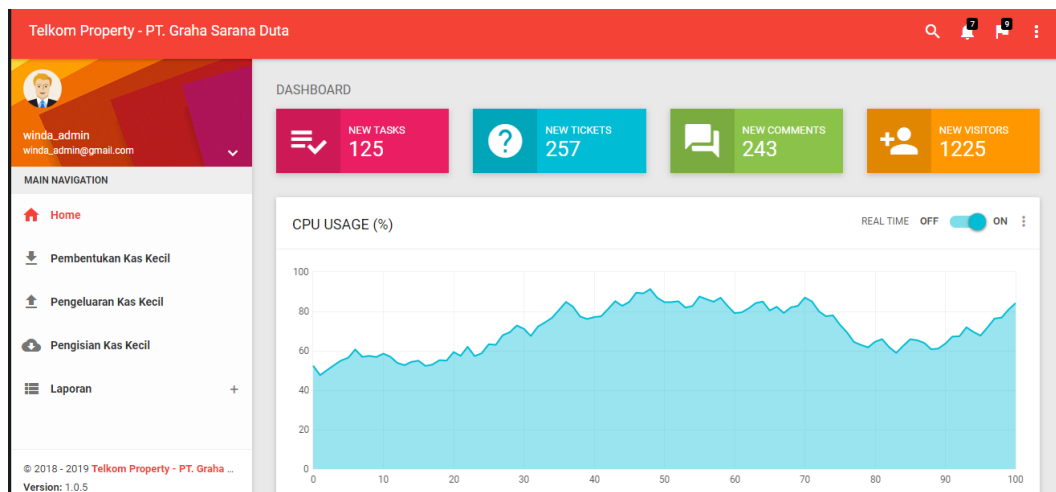 Telkom Property - PT. Graha Sarana Duta
7
9
winda_admin
winda_admin@gmail.com
MAIN NAVIGATION
Home
Pembentukan Kas Kecil
Pengeluaran Kas Kecil
Pengisian Kas Kecil
Laporan
+
© 2018 - 2019 Telkom Property - PT. Graha ...
Version: 1.0.5
DASHBOARD
NEW TASKS
125
?
NEW TICKETS
257
NEW COMMENTS
243
NEW VISITORS
1225
CPU USAGE (%)
REAL TIME OFF ON
100
80
60
40
20
0
0 10 20 30 40 50 60 70 80 90 100